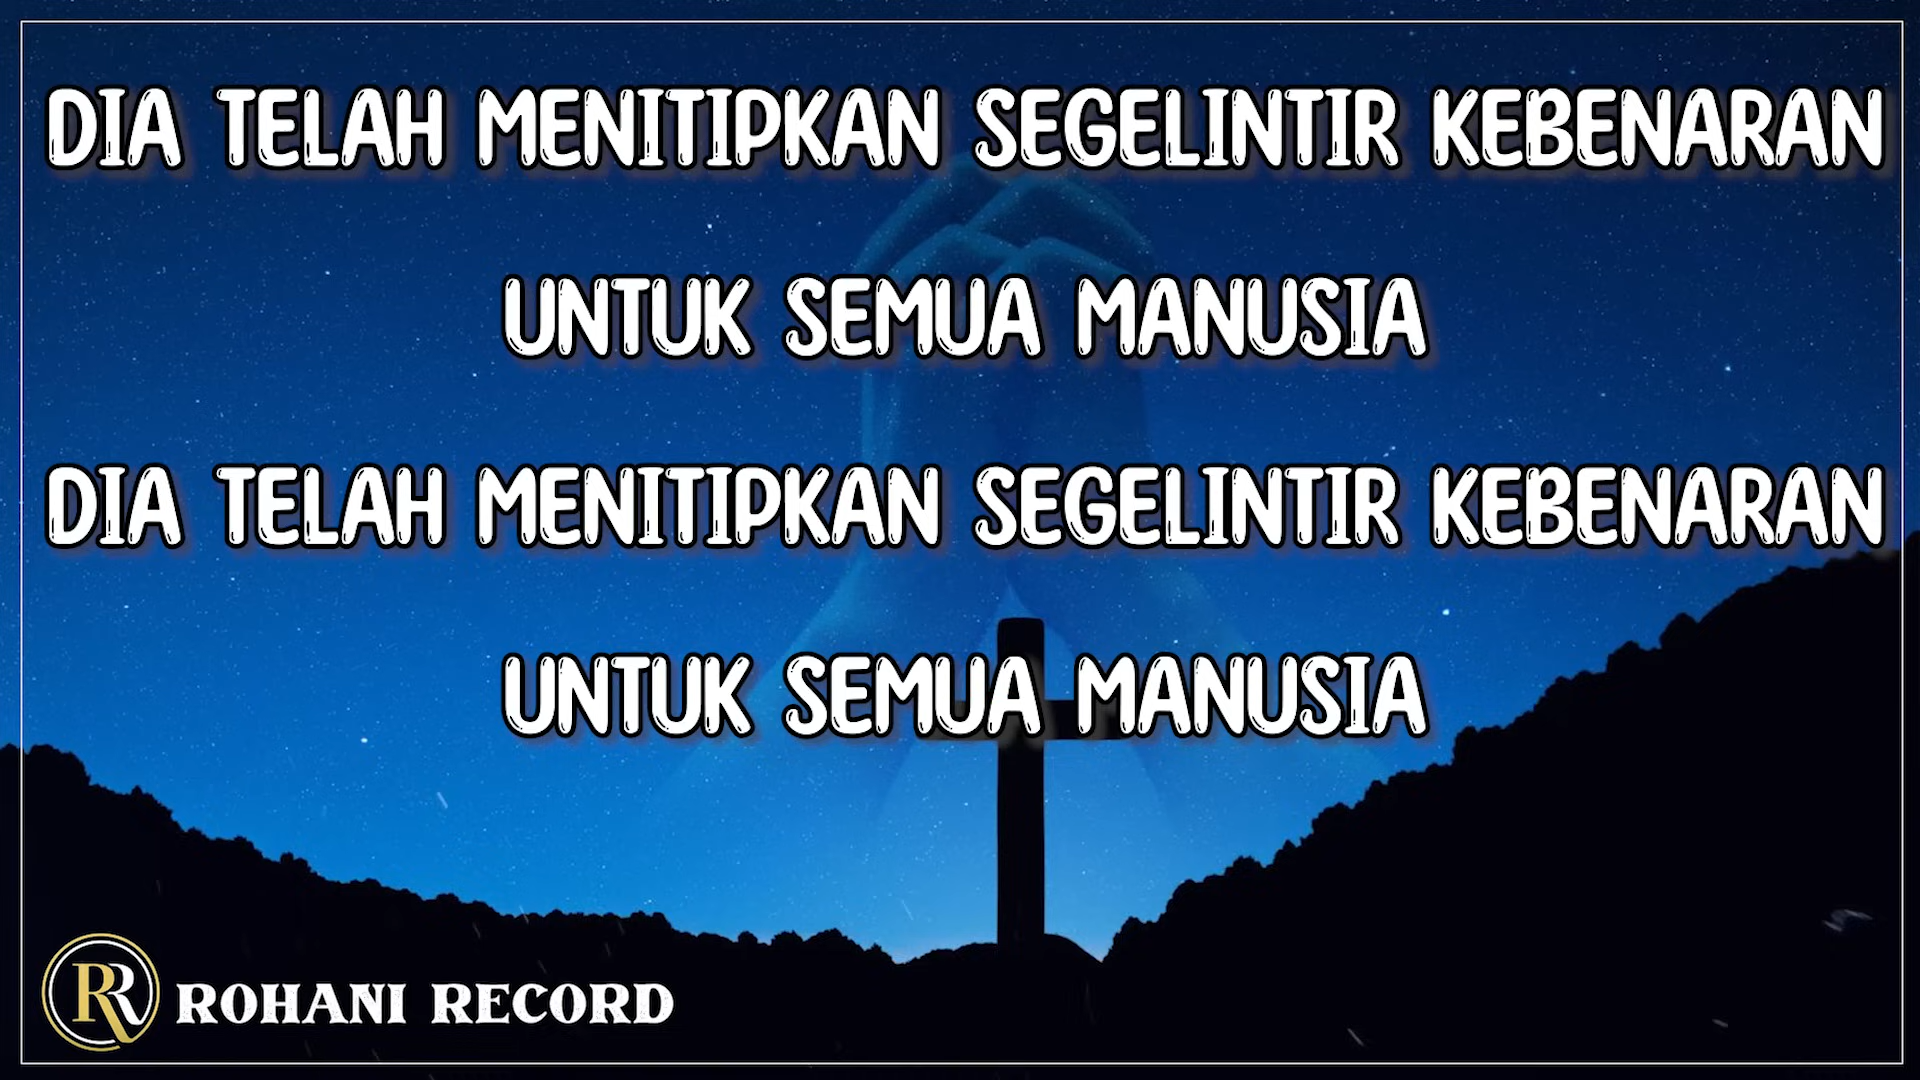 DIA TELAH MENITIPKAN SEGELINTIR KEBENARAN
UNTUK SEMUA MANUSIA
DIA TELAH MENITIPKAN SEGELINTIR KEBENARAN
UNTUK SEMUA MANUSIA
RR ROHANI RECORD